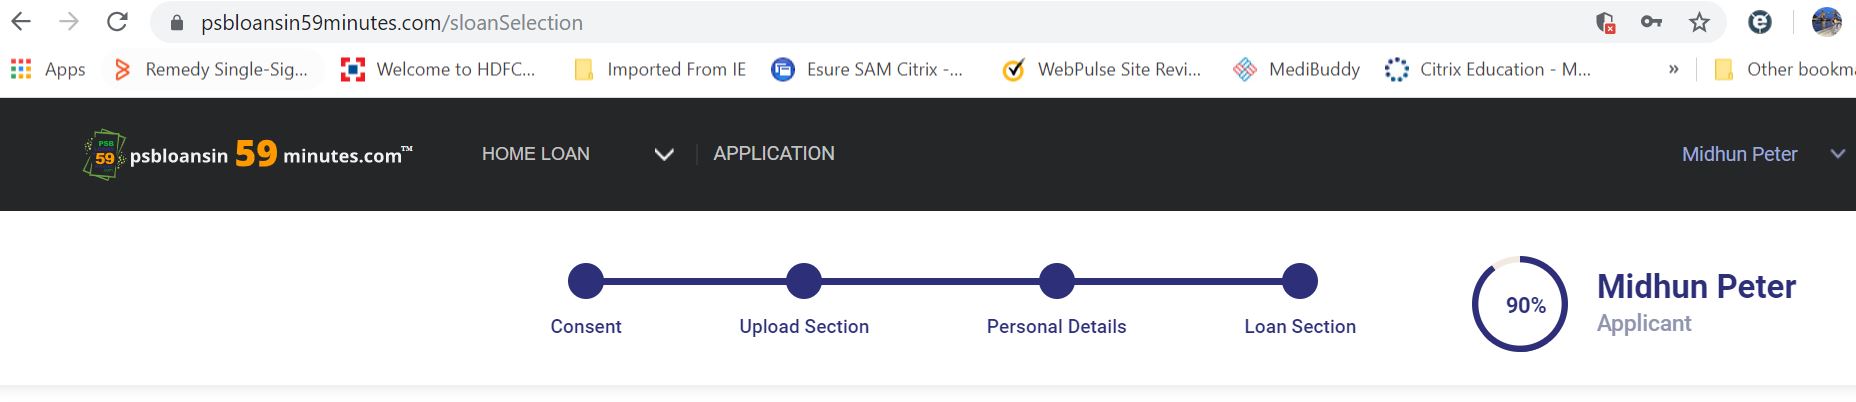 psbloansin59minutes.com/sloanSelection
Apps Remedy Single-Sig... Welcome to HDFC... Imported From IE Esure SAM Citrix -... WebPulse Site Revi... MediBuddy Citrix Education - M... » Other bookma
PSB 59 psbloansin 59 minutes.com™ HOME LOAN APPLICATION Midhun Peter
Consent Upload Section Personal Details Loan Section
90% Midhun Peter
Applicant